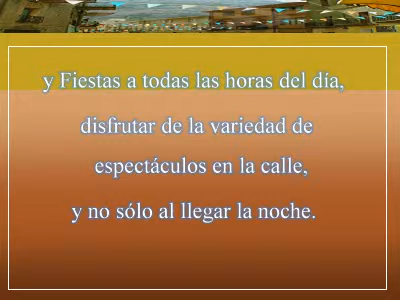 y Fiestas a todas las horas del día,
disfrutar de la variedad de
espectáculos en la calle,
y no sólo al llegar la noche.